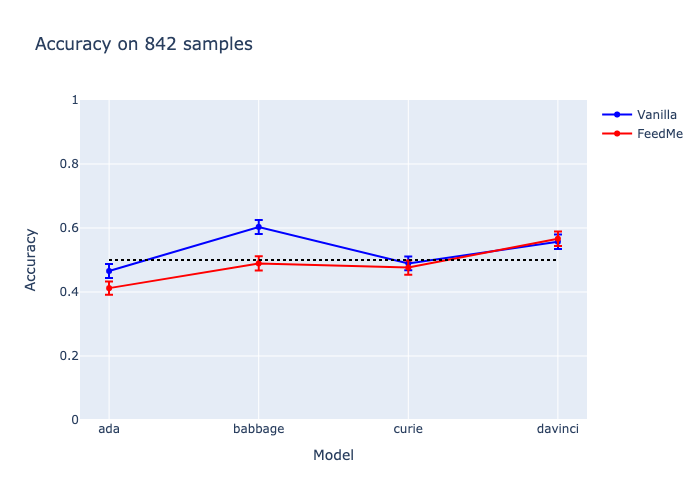 Accuracy on 842 samples
Vanilla
FeedMe
Accuracy
1
0.8
0.6
0.4
0.2
0
ada babbage curie davinci
Model